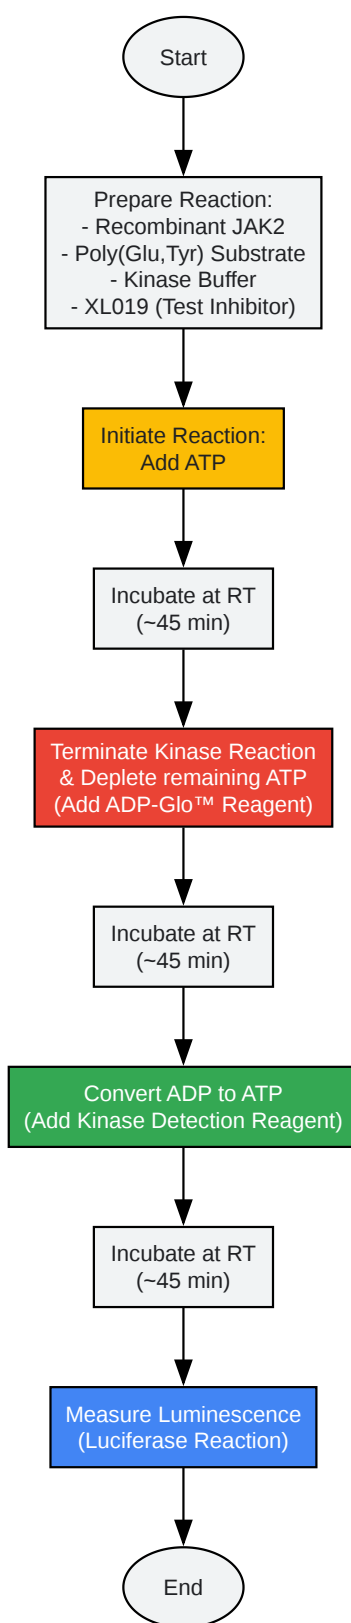 Start
Prepare Reaction:
- Recombinant JAK2
- Poly(Glu,Tyr) Substrate
- Kinase Buffer
- XL019 (Test Inhibitor)
Initiate Reaction:
Add ATP
Incubate at RT
(~45 min)
Terminate Kinase Reaction
& Deplete remaining ATP
(Add ADP-Glo™ Reagent)
Incubate at RT
(~45 min)
Convert ADP to ATP
(Add Kinase Detection Reagent)
Incubate at RT
(~45 min)
Measure Luminescence
(Luciferase Reaction)
End